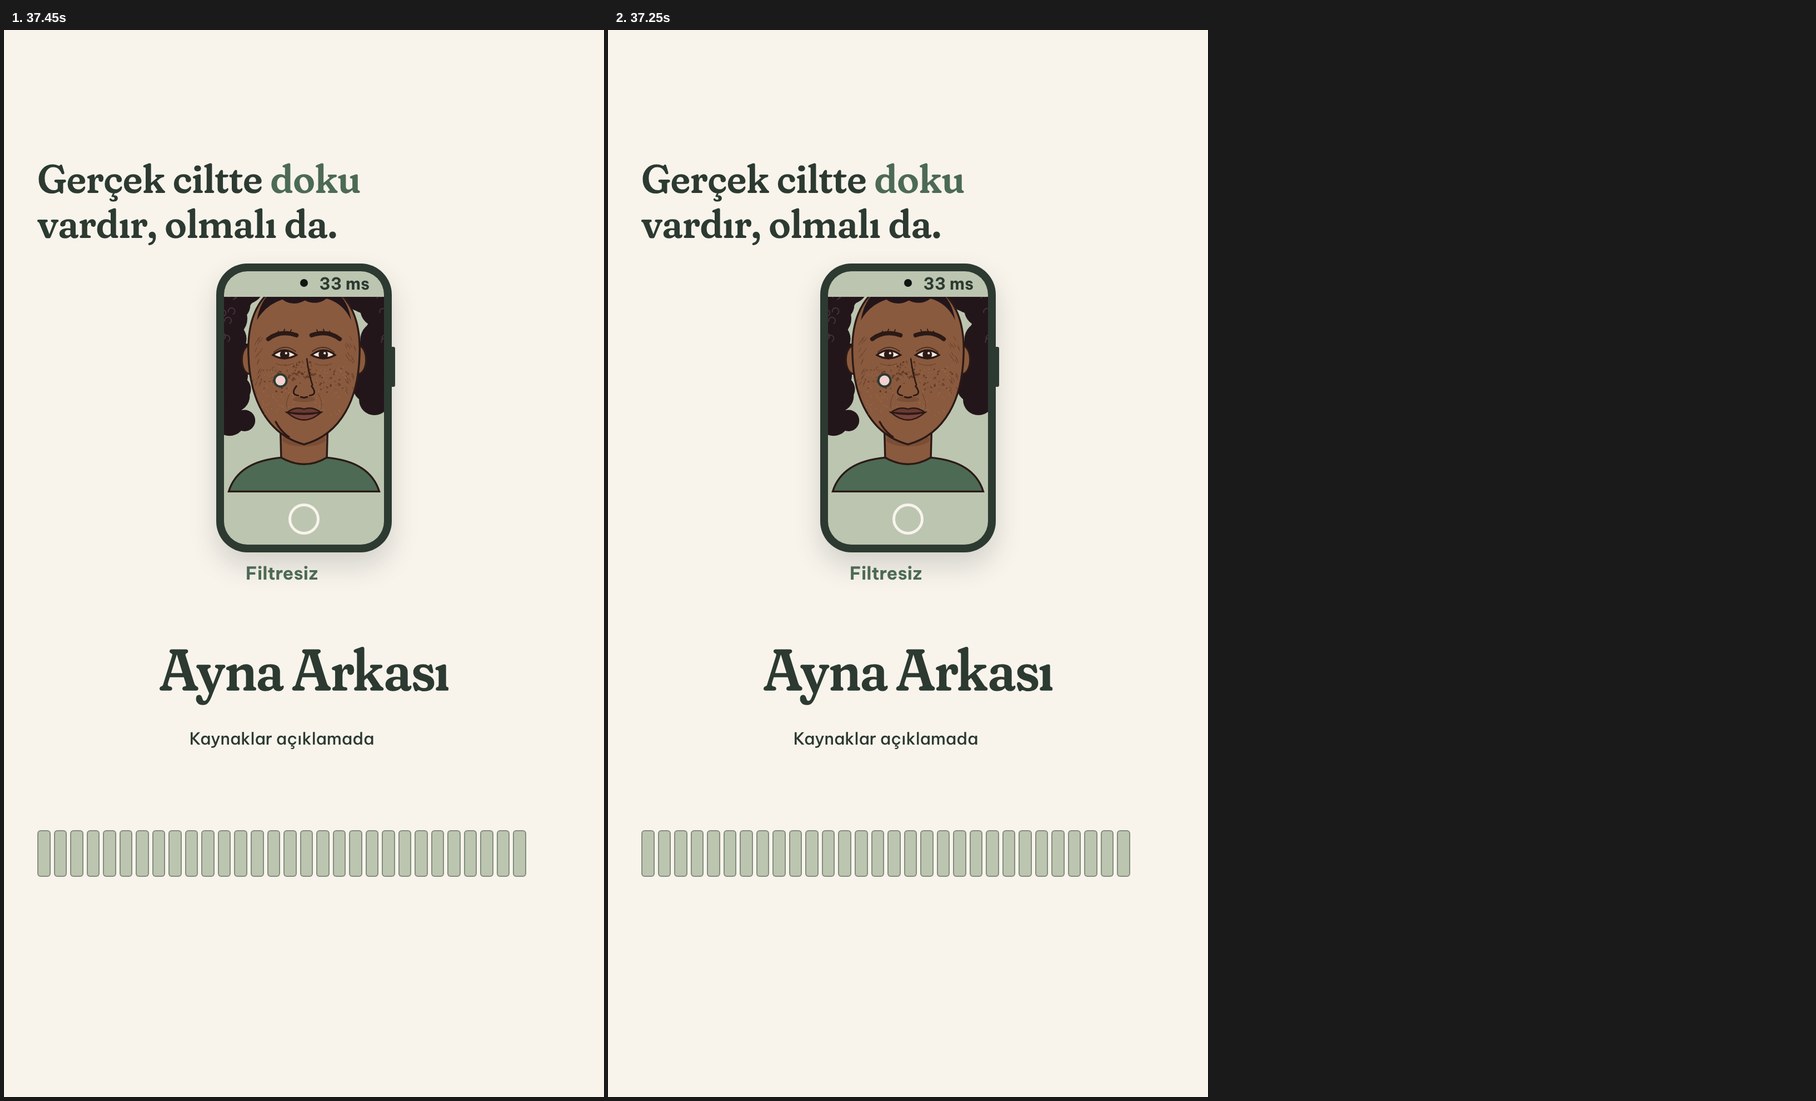 1. 37.45s
Gerçek ciltte doku
vardır, olmalı da.
33 ms
Filtresiz
Ayna Arkası
Kaynaklar açıklamada
2. 37.25s
Gerçek ciltte doku
vardır, olmalı da.
33 ms
Filtresiz
Ayna Arkası
Kaynaklar açıklamada